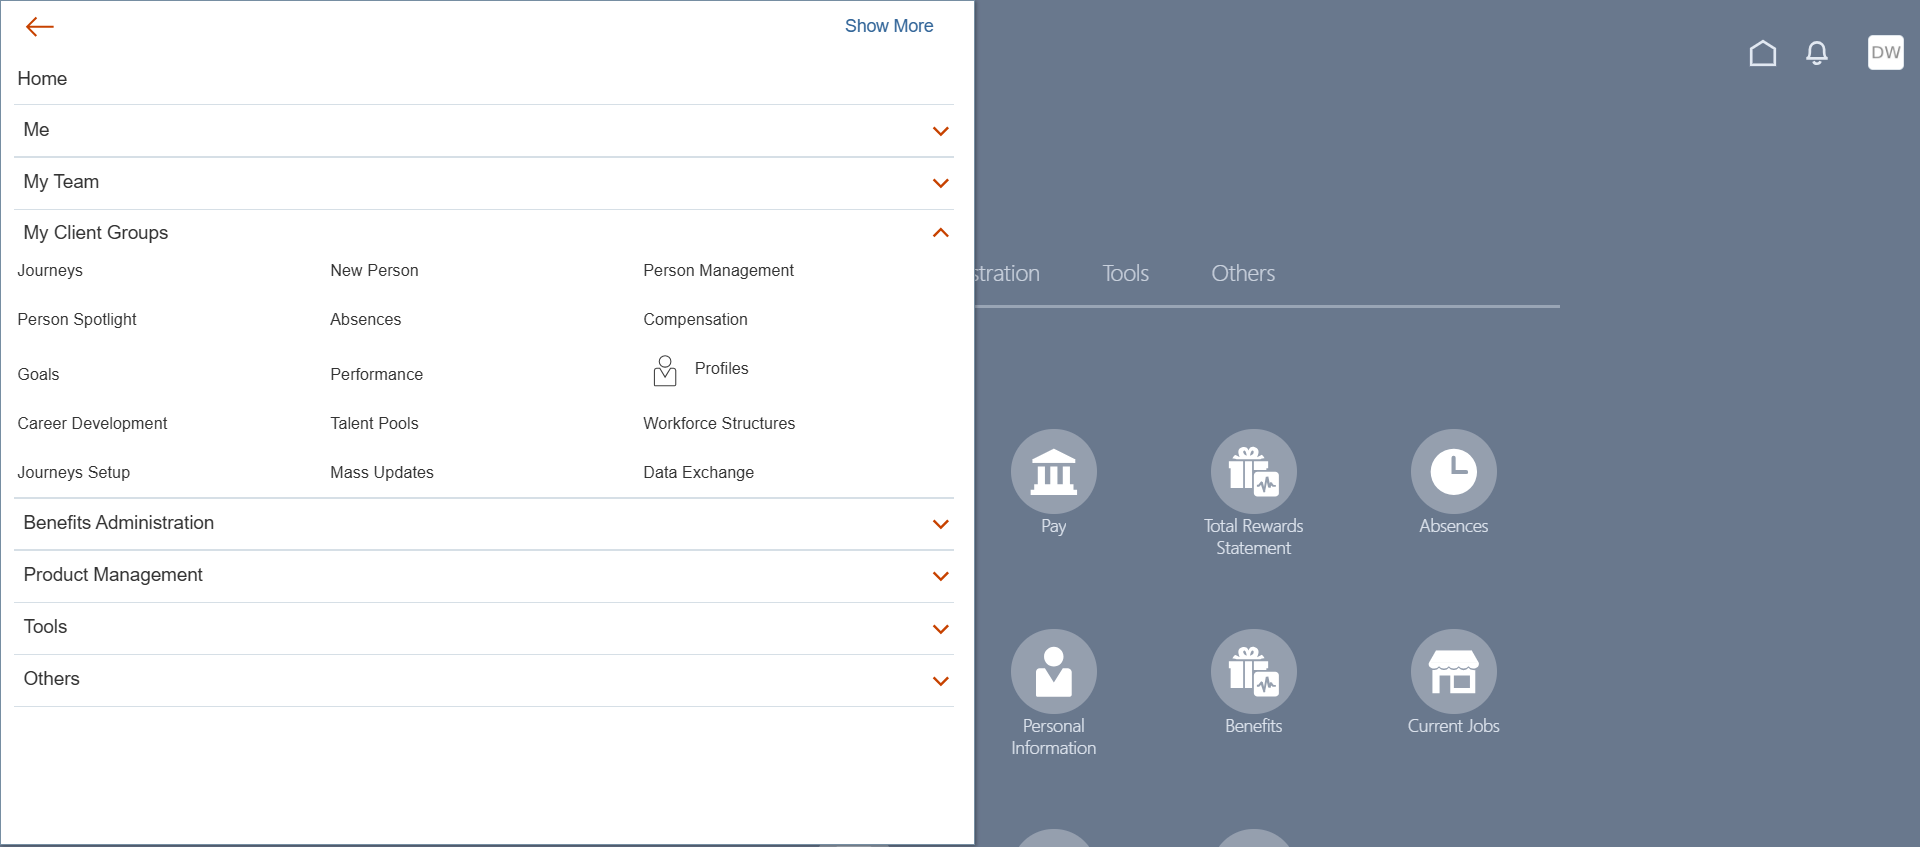 Show More
DW
Home
Me
My Team
My Client Groups
Journeys New Person Person Management
Person Spotlight Absences Compensation
Goals Performance Profiles
Career Development Talent Pools Workforce Structures
Journeys Setup Mass Updates Data Exchange
Benefits Administration
Product Management
Tools
Others
stration Tools Others
Pay
Total Rewards
Statement
Absences
Personal
Information
Benefits
Current Jobs